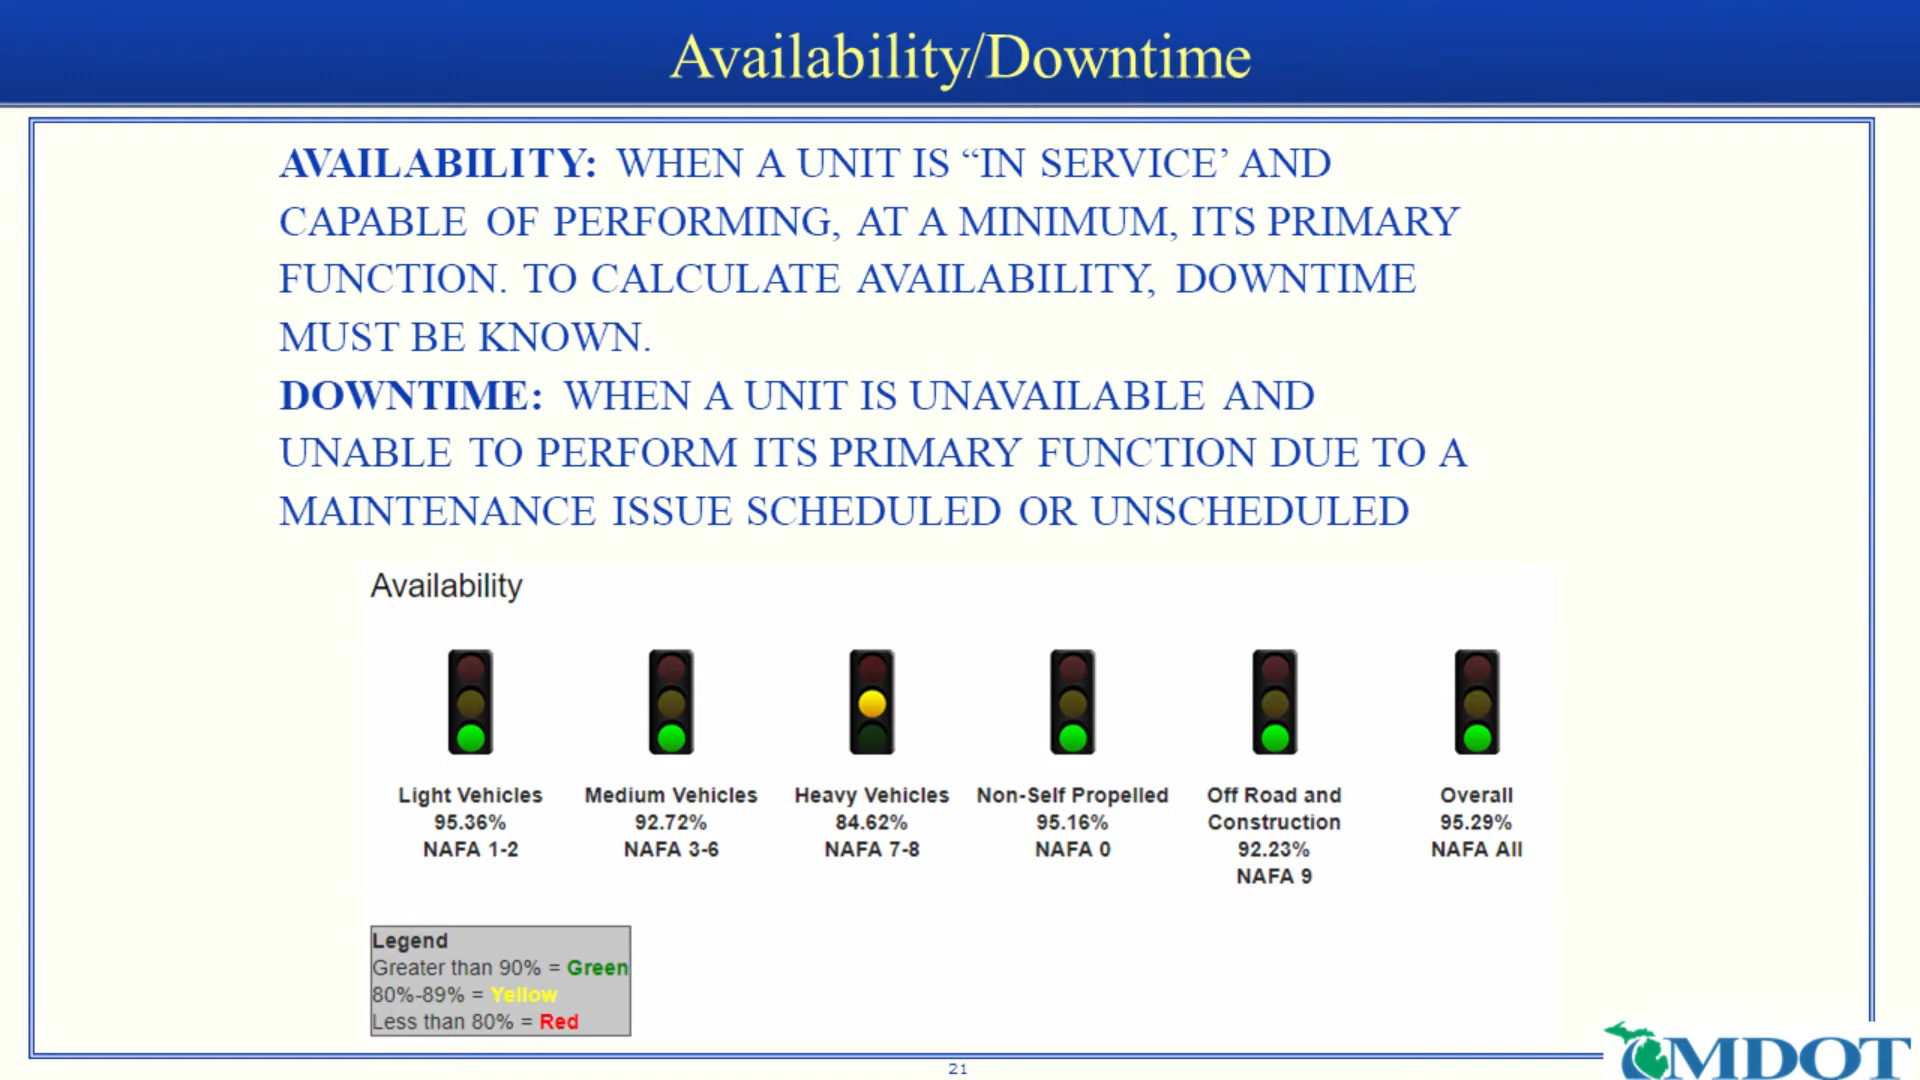 Availability/Downtime
AVAILABILITY: WHEN A UNIT IS “IN SERVICE’ AND
CAPABLE OF PERFORMING, AT A MINIMUM, ITS PRIMARY
FUNCTION. TO CALCULATE AVAILABILITY, DOWNTIME
MUST BE KNOWN.
DOWNTIME: WHEN A UNIT IS UNAVAILABLE AND
UNABLE TO PERFORM ITS PRIMARY FUNCTION DUE TO A
MAINTENANCE ISSUE SCHEDULED OR UNSCHEDULED
Availability
Light Vehicles
95.36%
NAFA 1-2
Medium Vehicles
92.72%
NAFA 3-6
Heavy Vehicles
84.62%
NAFA 7-8
Non-Self Propelled
95.16%
NAFA 0
Off Road and
Construction
92.23%
NAFA 9
Overall
95.29%
NAFA All
Legend
Greater than 90% = Green
80%-89% = Yellow
Less than 80% = Red
21
MDOT